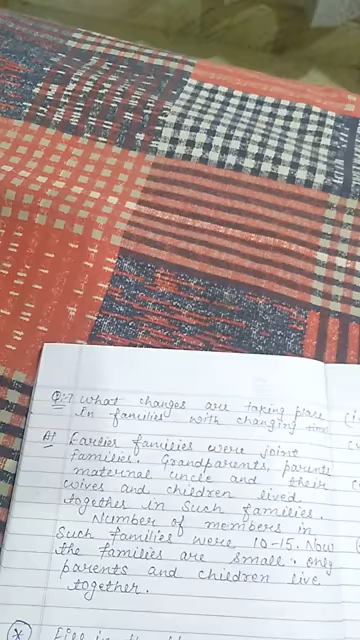 Q:-7 What changes are taking place
in families with changing time
A) Earlier families were joint
families. Grandparents, parents
maternal uncle and their
wives and children lived
together in such families.
Number of members in
Such families were 10-15. Now
the families are small. only
parents and children live
together.